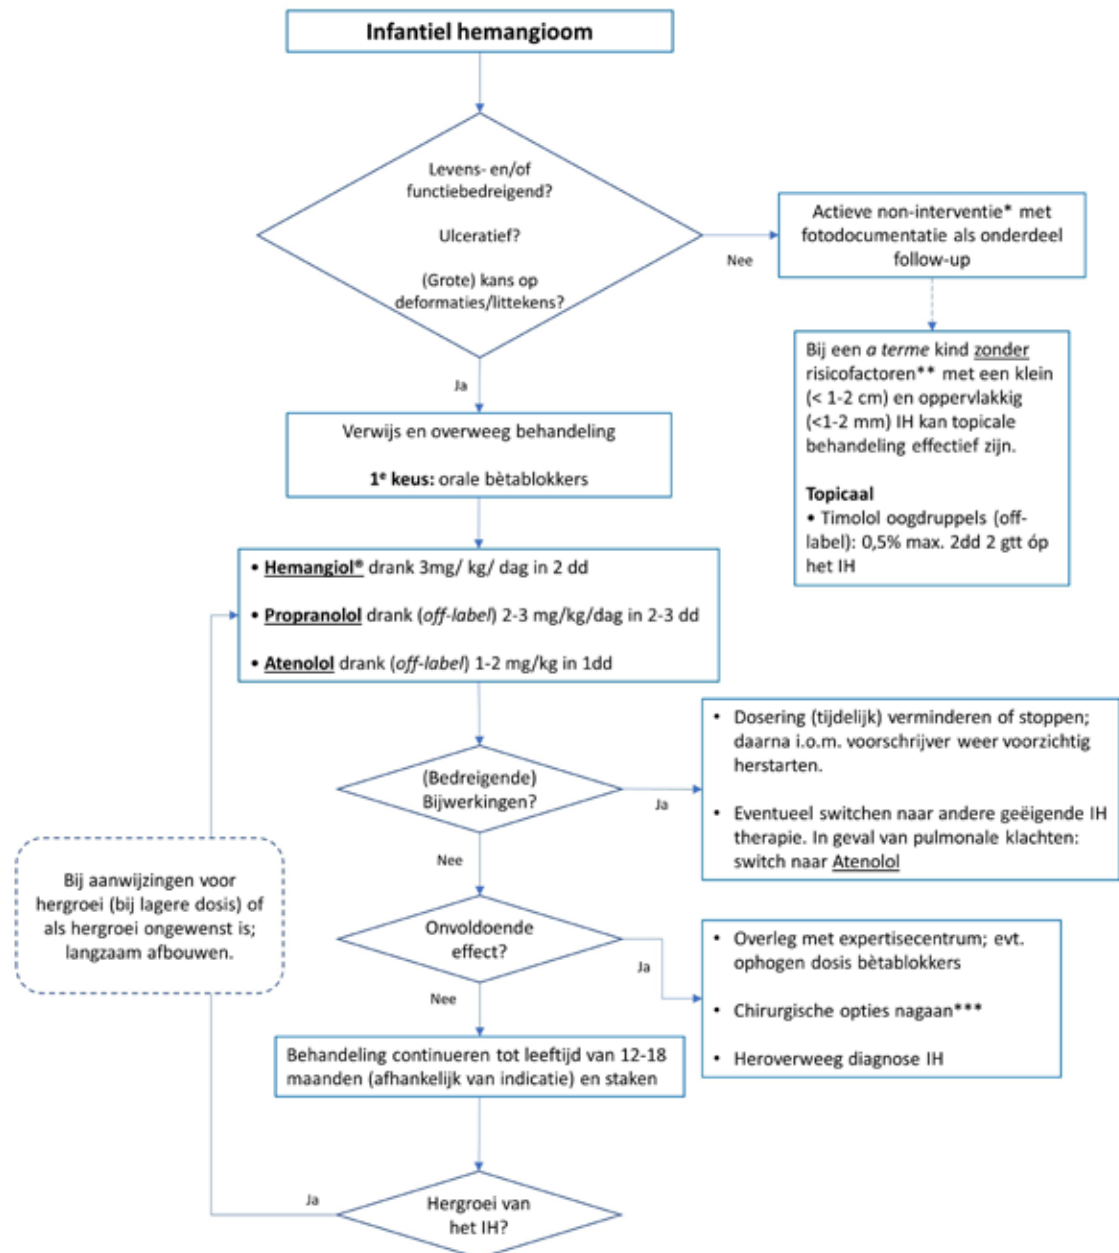 Infantiel hemangioom
Levens- en/of
functiebedreigend?
Ulceratief?
(Grote) kans op
deformaties/littekens?
Nee
Actieve non-interventie* met
fotodocumentatie als onderdeel
follow-up
Bij een a terme kind zonder
risicofactoren** met een klein
(< 1-2 cm) en oppervlakkig
(<1-2 mm) IH kan topicale
behandeling effectief zijn.
Topicaal
• Timolol oogdruppels (off-
label): 0,5% max. 2dd 2 gtt óp
het IH
Ja
Verwijs en overweeg behandeling
1e keus: orale bètablokkers
• Hemangiol® drank 3mg/ kg/ dag in 2 dd
• Propranolol drank (off-label) 2-3 mg/kg/dag in 2-3 dd
• Atenolol drank (off-label) 1-2 mg/kg in 1dd
(Bedreigende)
Bijwerkingen?
Ja
• Dosering (tijdelijk) verminderen of stoppen;
daarna i.o.m. voorschrijver weer voorzichtig
herstarten.
• Eventueel switchen naar andere geëigende IH
therapie. In geval van pulmonale klachten:
switch naar Atenolol
Nee
Bij aanwijzingen voor
hergroei (bij lagere dosis) of
als hergroei ongewenst is;
langzaam afbouwen.
Onvoldoende
effect?
Ja
• Overleg met expertisecentrum; evt.
ophogen dosis bètablokkers
• Chirurgische opties nagaan***
• Heroverweeg diagnose IH
Nee
Behandeling continueren tot leeftijd van 12-18
maanden (afhankelijk van indicatie) en staken
Ja
Hergroei van
het IH?